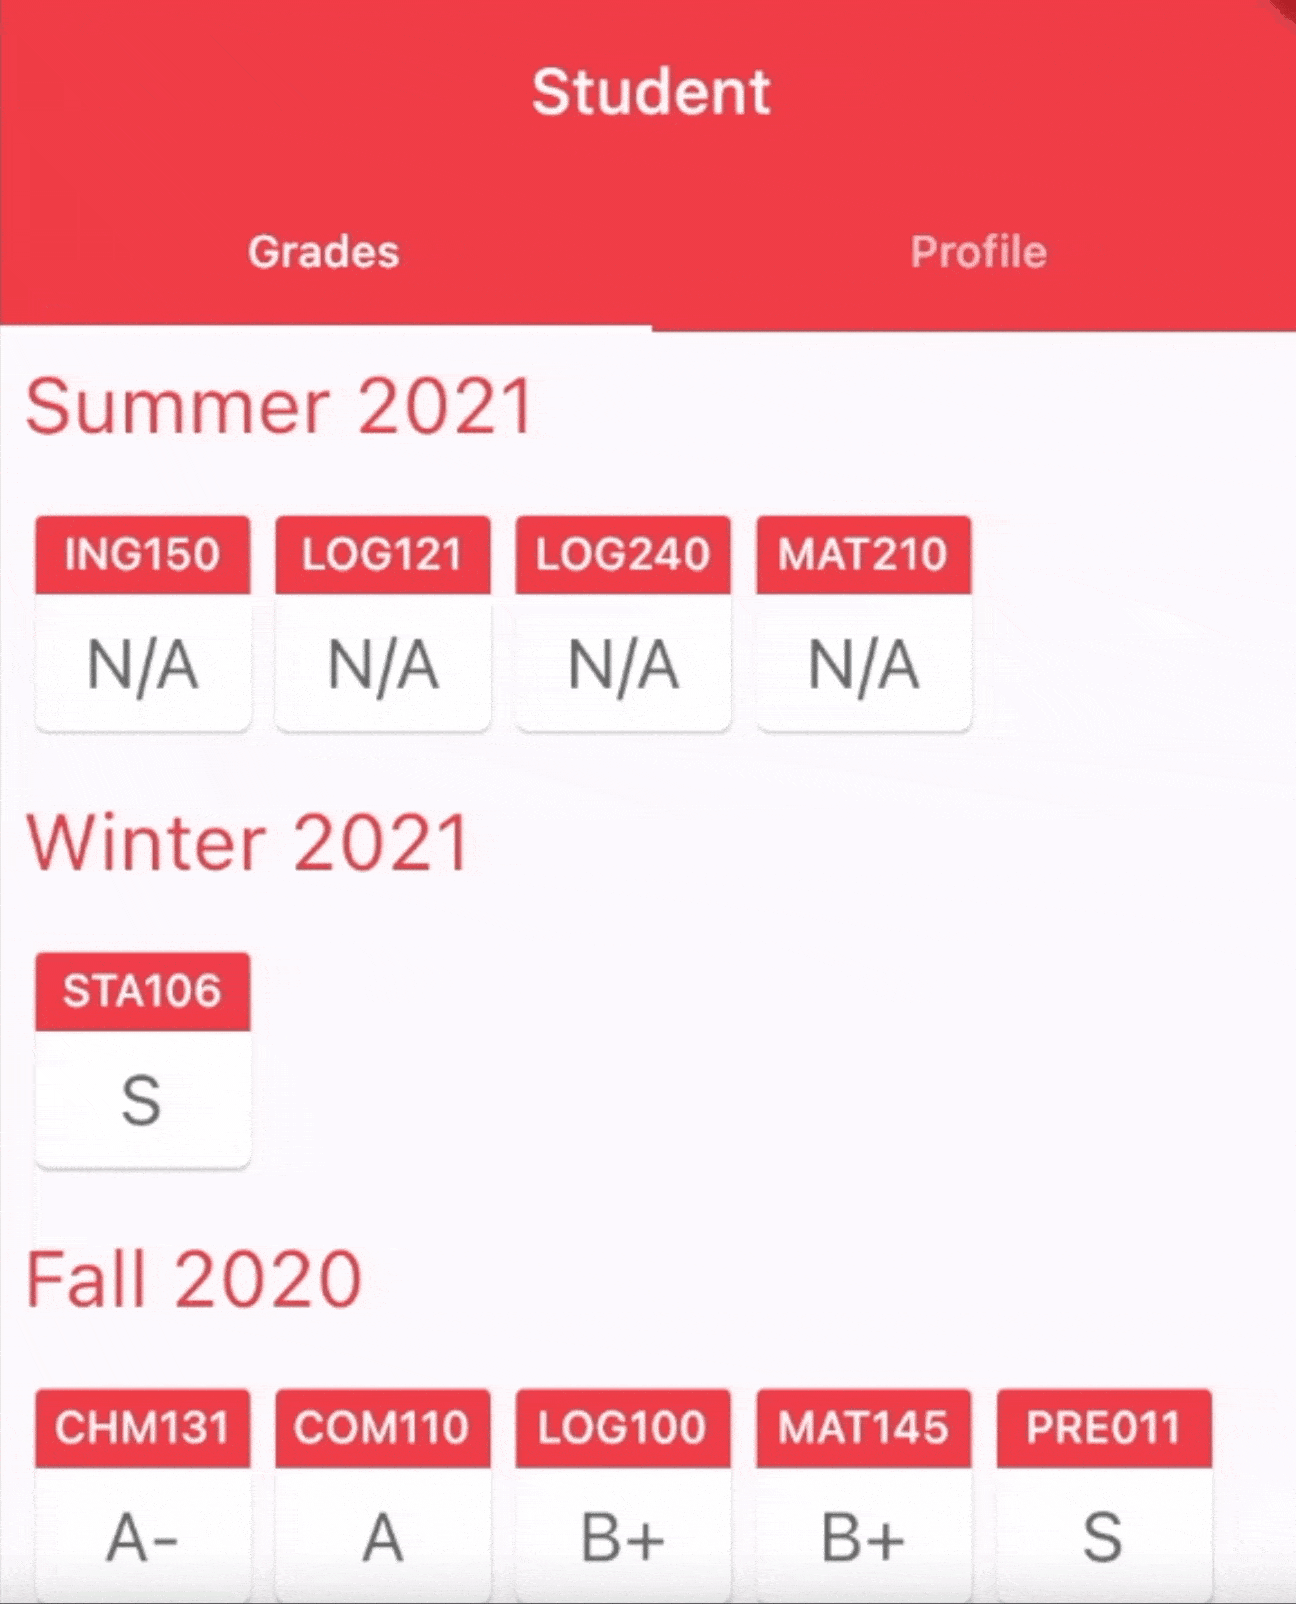 Student
Grades Profile
Summer 2021
ING150 LOG121 LOG240 MAT210
N/A N/A N/A N/A
Winter 2021
STA106
S
Fall 2020
CHM131 COM110 LOG100 MAT145 PRE011
A- A B+ B+ S